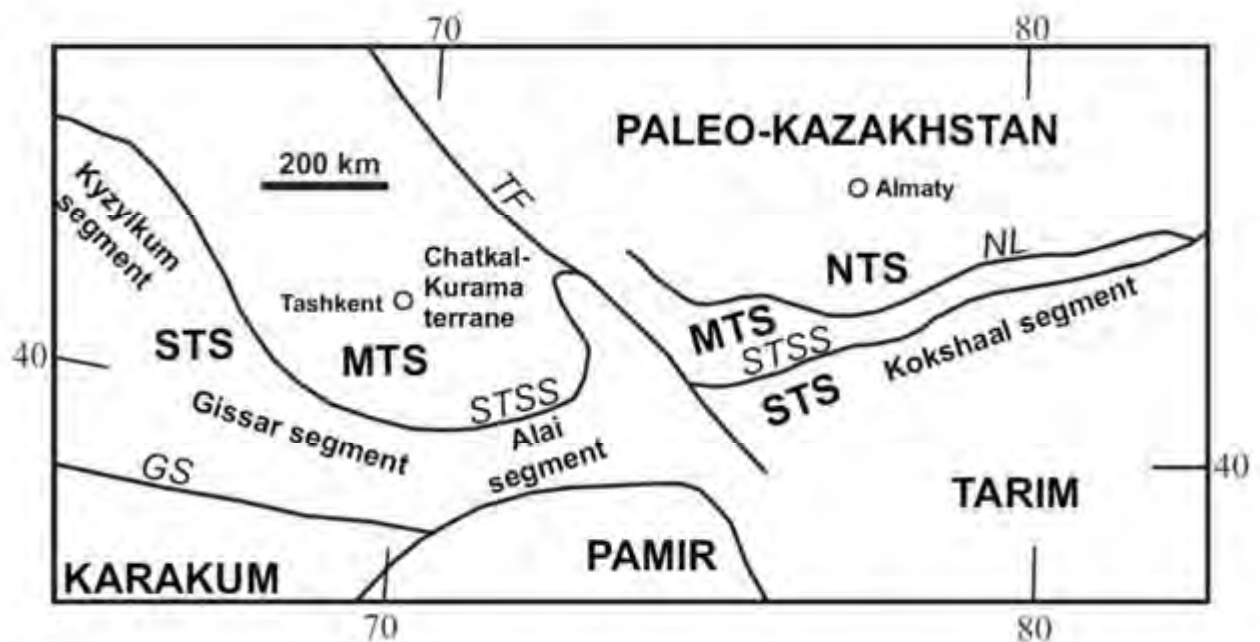 70
80
PALEO-KAZAKHSTAN
200 km
TF
Almaty
Kyzylkum
segment
NL
NTS
Chatkal-
Kurama
terrane
Tashkent
MTS
STSS
Kokshaal segment
40
STS
MTS
STS
STSS
Gissar segment
Alai
segment
GS
40
TARIM
PAMIR
KARAKUM
70
80